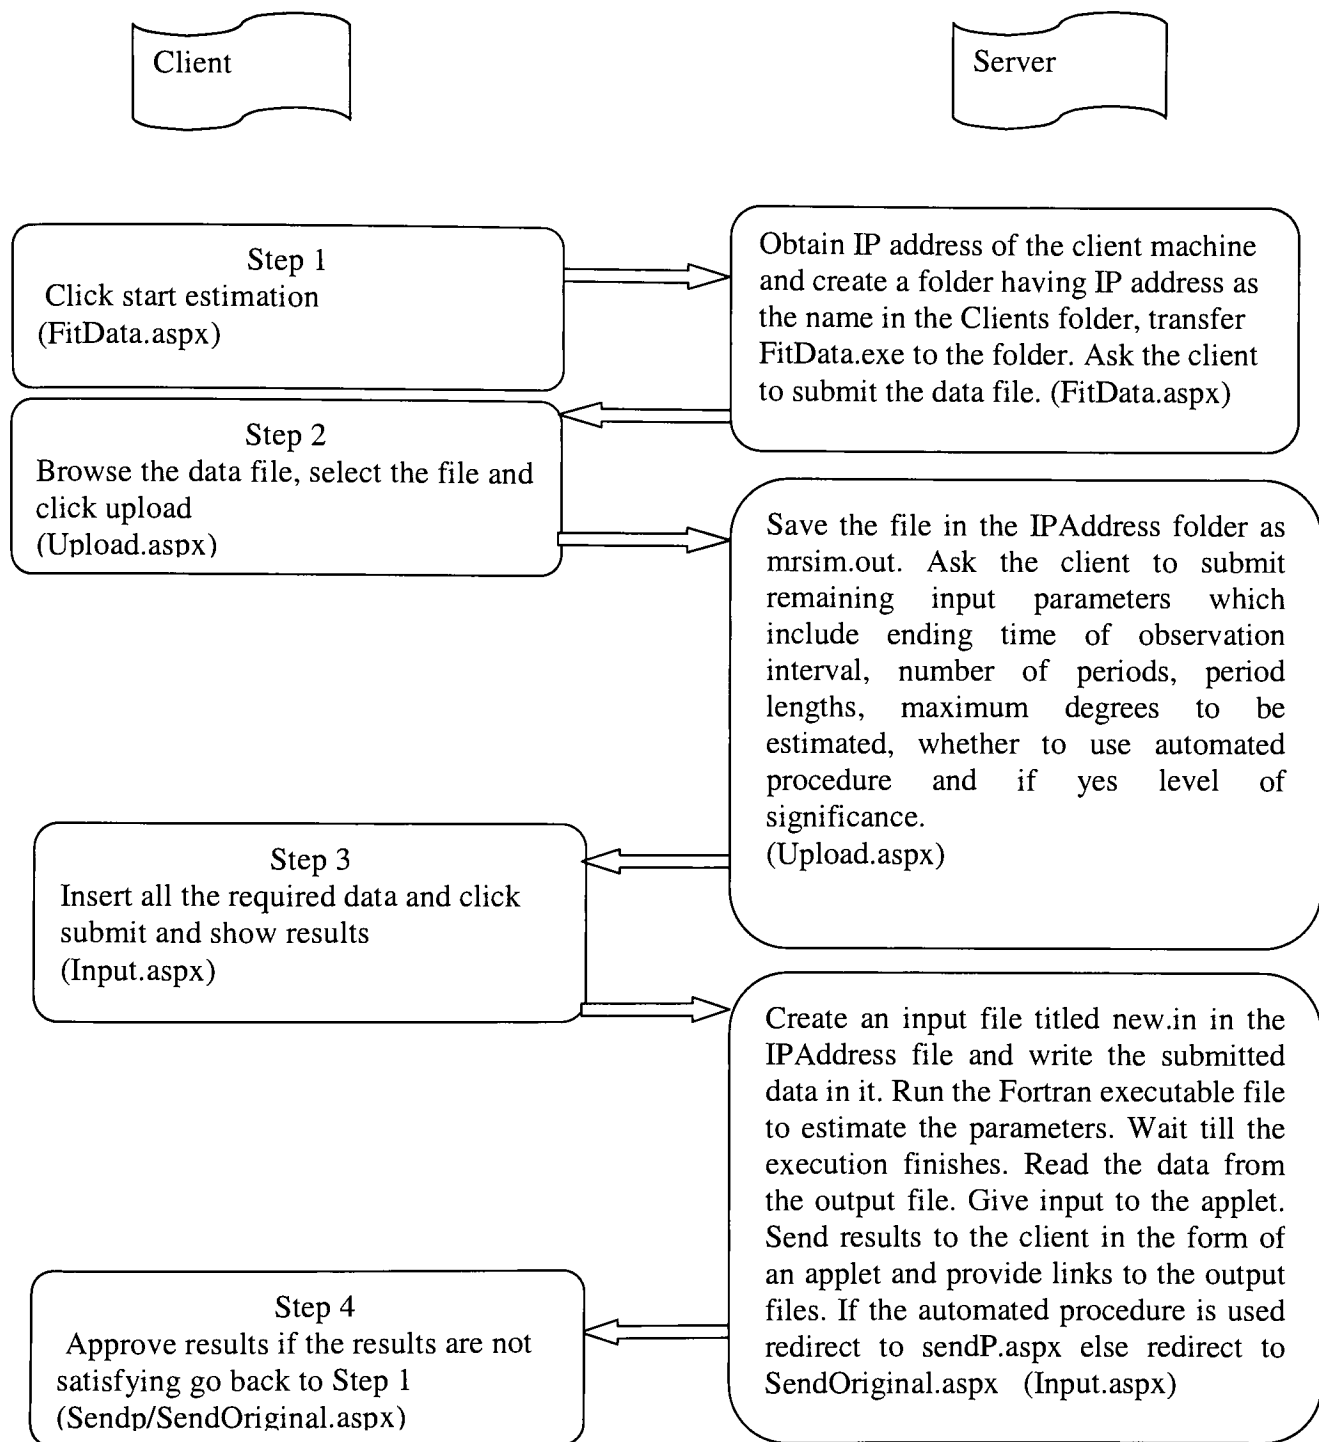 Client
Server
Step 1
Click start estimation
(FitData.aspx)
Obtain IP address of the client machine
and create a folder having IP address as
the name in the Clients folder, transfer
FitData.exe to the folder. Ask the client
to submit the data file. (FitData.aspx)
Step 2
Browse the data file, select the file and
click upload
(Upload.aspx)
Save the file in the IPAddress folder as
mrsim.out. Ask the client to submit
remaining input parameters which
include ending time of observation
interval, number of periods, period
lengths, maximum degrees to be
estimated, whether to use automated
procedure and if yes level of
significance.
(Upload.aspx)
Step 3
Insert all the required data and click
submit and show results
(Input.aspx)
Create an input file titled new.in in the
IPAddress file and write the submitted
data in it. Run the Fortran executable file
to estimate the parameters. Wait till the
execution finishes. Read the data from
the output file. Give input to the applet.
Send results to the client in the form of
an applet and provide links to the output
files. If the automated procedure is used
redirect to sendP.aspx else redirect to
SendOriginal.aspx (Input.aspx)
Step 4
Approve results if the results are not
satisfying go back to Step 1
(Sendp/SendOriginal.aspx)